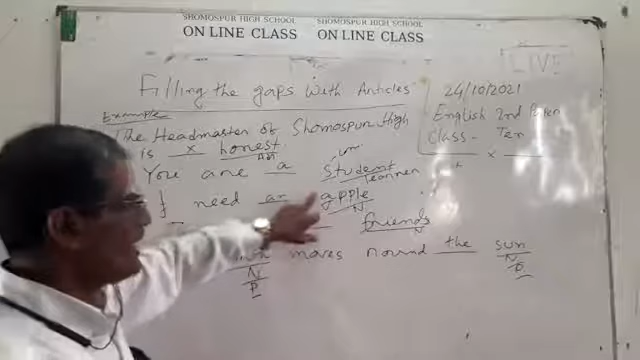 SHOMOSPUR HIGH SCHOOL SHOMOSPUR HIGH SCHOOL
ON LINE CLASS ON LINE CLASS
LIVE
Filling the gaps with Articles
24/10/2021
English 2nd Paper
Class - Ten
x
Example
The Headmaster of Shomospur High
is x honest
Adj
You are a student
learner
I need an apple
N
friends
N
moves round the sun
N N
P P